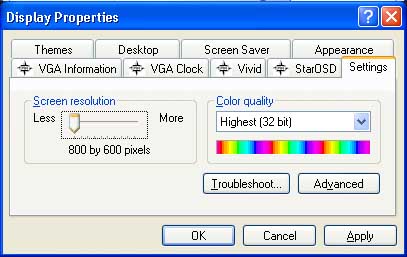 Display Properties
Themes Desktop Screen Saver Appearance
VGA Information VGA Clock Vivid StarOSD Settings
Screen resolution
Less More
800 by 600 pixels
Color quality
Highest (32 bit)
Troubleshoot... Advanced
OK Cancel Apply